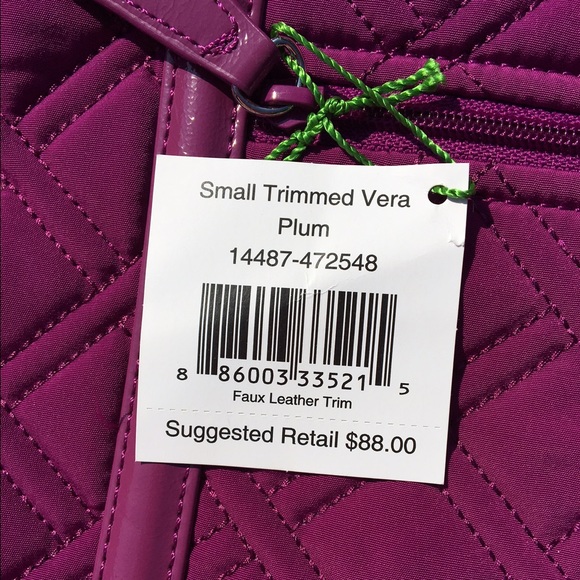 Small Trimmed Vera
Plum
14487-472548
8 86003 33521 5
Faux Leather Trim
Suggested Retail $88.00